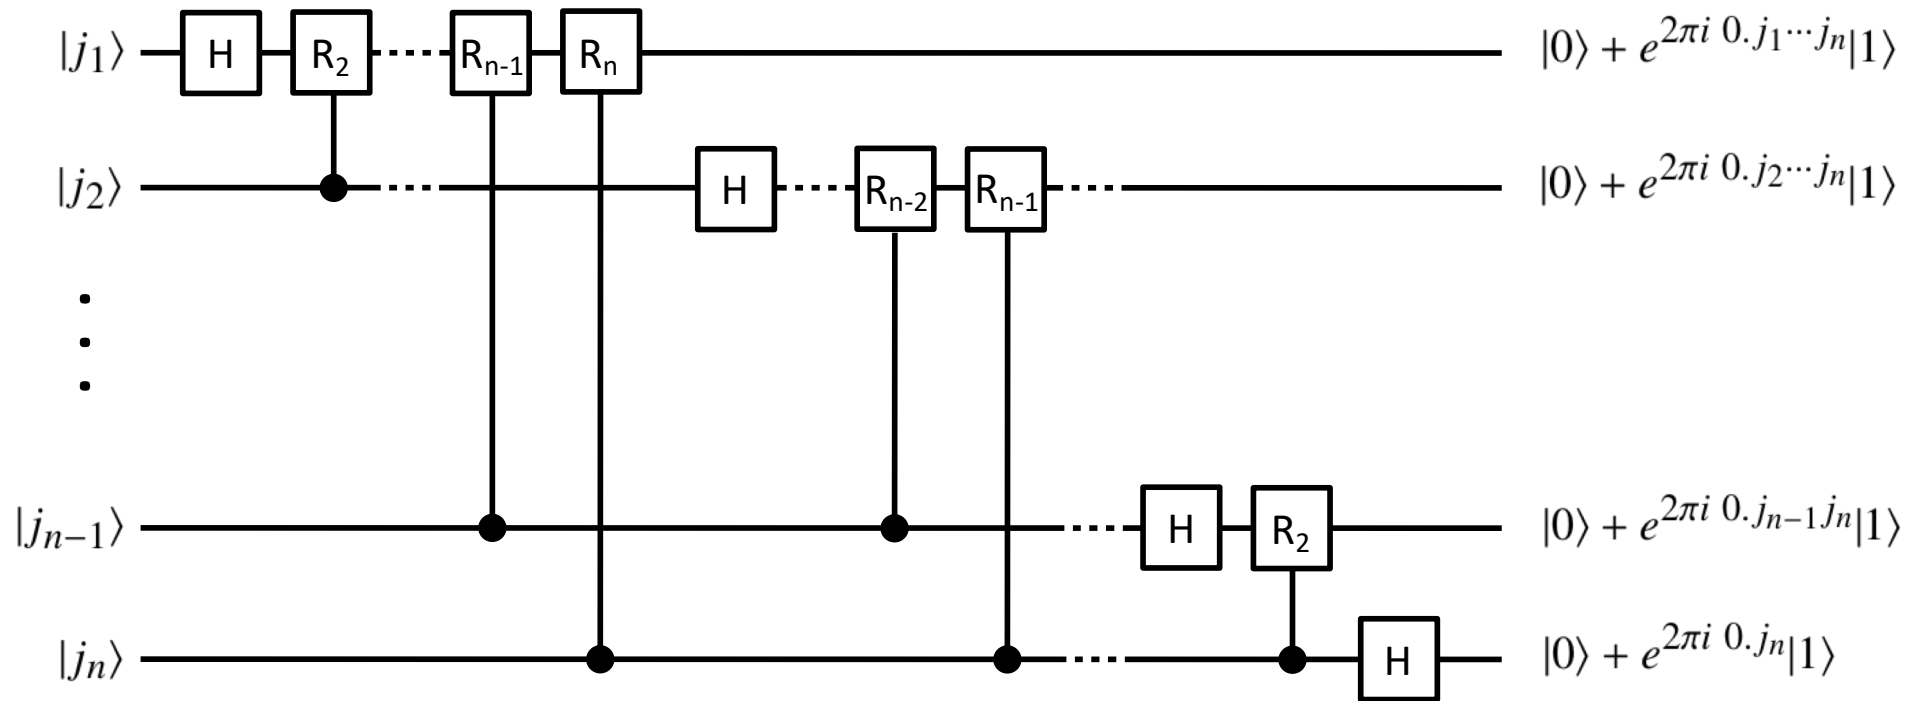 |j₁⟩ H R₂ Rₙ₋₁ Rₙ |0⟩ + e^{2πi 0.j₁⋯jₙ}|1⟩
|j₂⟩ H Rₙ₋₂ Rₙ₋₁ |0⟩ + e^{2πi 0.j₂⋯jₙ}|1⟩
|jₙ₋₁⟩ H R₂ |0⟩ + e^{2πi 0.jₙ₋₁jₙ}|1⟩
|jₙ⟩ H |0⟩ + e^{2πi 0.jₙ}|1⟩